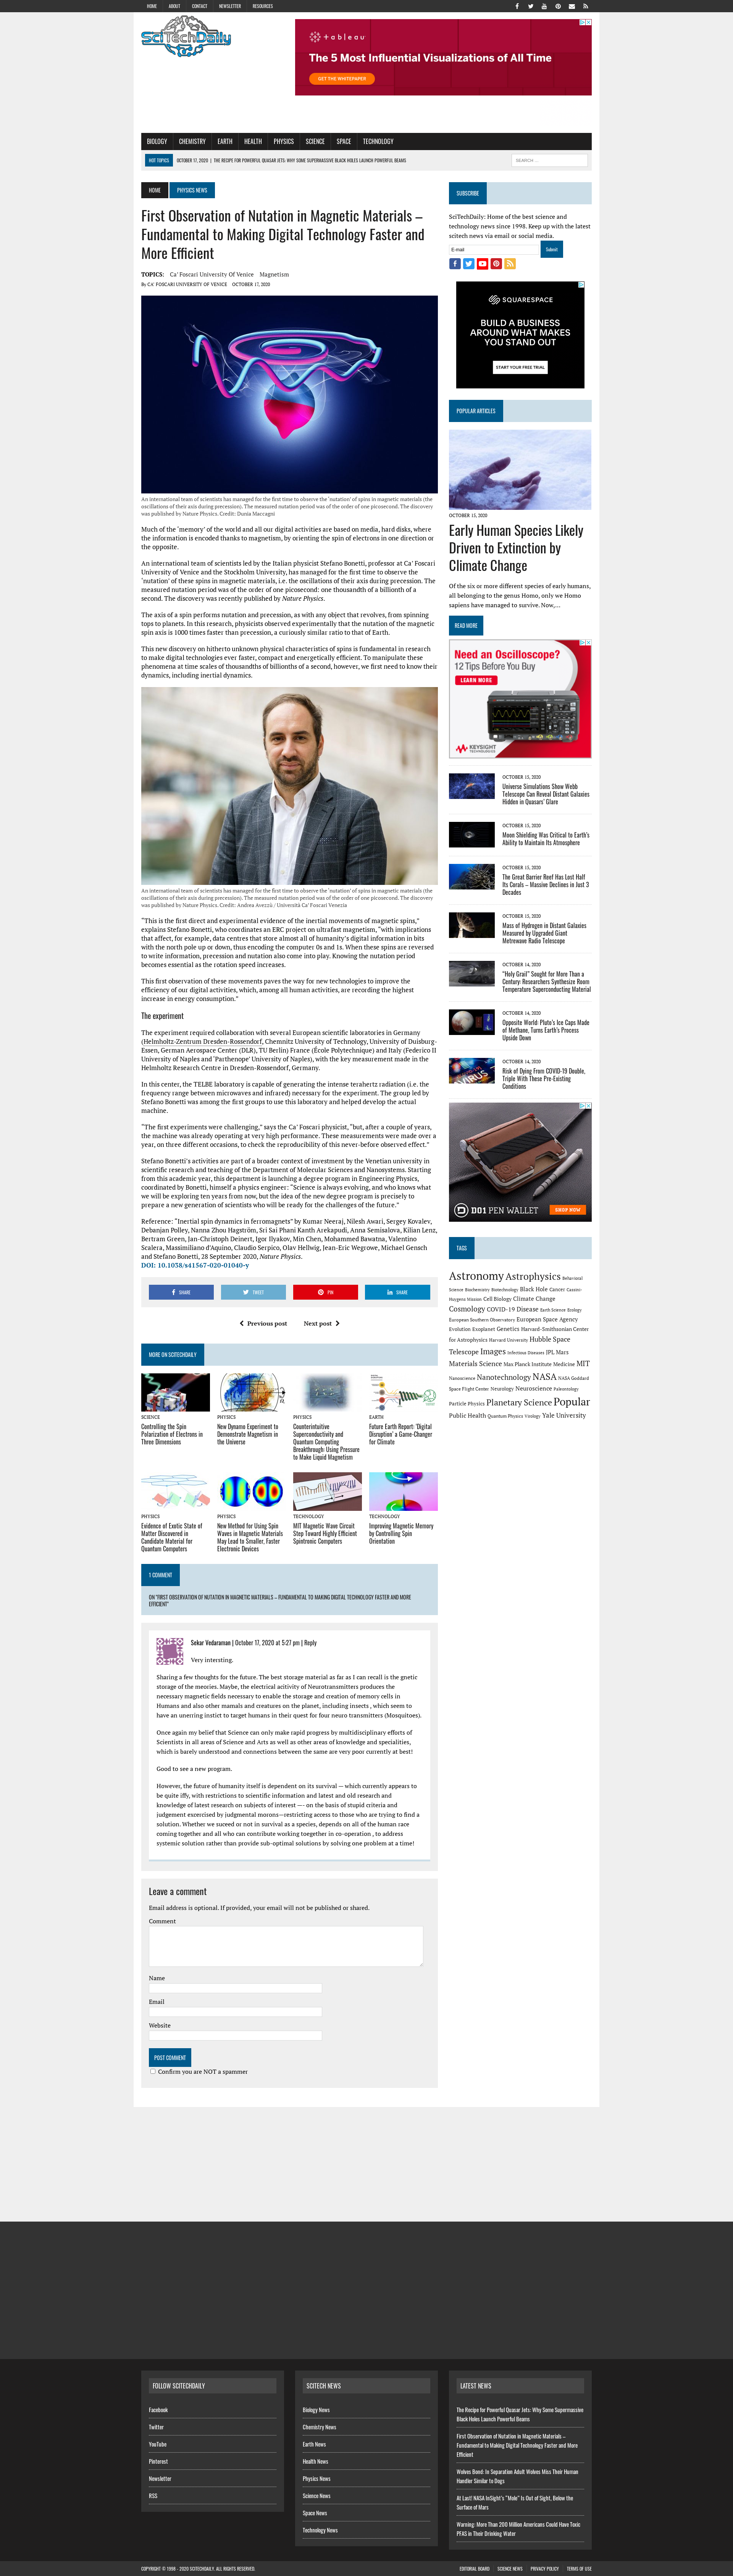 HOME
ABOUT
CONTACT
NEWSLETTER
RESOURCES
SciTechDaily
tableau
The 5 Most Influential Visualizations of All Time
GET THE WHITEPAPER
BIOLOGY
CHEMISTRY
EARTH
HEALTH
PHYSICS
SCIENCE
SPACE
TECHNOLOGY
HOT TOPICS
OCTOBER 17, 2020 | THE RECIPE FOR POWERFUL QUASAR JETS: WHY SOME SUPERMASSIVE BLACK HOLES LAUNCH POWERFUL BEAMS
SEARCH …
HOME
PHYSICS NEWS
First Observation of Nutation in Magnetic Materials –
Fundamental to Making Digital Technology Faster and
More Efficient
TOPICS: Ca’ Foscari University Of Venice Magnetism
By CA’ FOSCARI UNIVERSITY OF VENICE OCTOBER 17, 2020
An international team of scientists has managed for the first time to observe the ‘nutation’ of spins in magnetic materials (the
oscillations of their axis during precession). The measured nutation period was of the order of one picosecond. The discovery
was published by Nature Physics. Credit: Dunia Maccagni
Much of the ‘memory’ of the world and all our digital activities are based on media, hard disks, where
the information is encoded thanks to magnetism, by orienting the spin of electrons in one direction or
the opposite.
An international team of scientists led by the Italian physicist Stefano Bonetti, professor at Ca’ Foscari
University of Venice and the Stockholm University, has managed for the first time to observe the
‘nutation’ of these spins in magnetic materials, i.e. the oscillations of their axis during precession. The
measured nutation period was of the order of one picosecond: one thousandth of a billionth of a
second. The discovery was recently published by Nature Physics.
The axis of a spin performs nutation and precession, as with any object that revolves, from spinning
tops to planets. In this research, physicists observed experimentally that the nutation of the magnetic
spin axis is 1000 times faster than precession, a curiously similar ratio to that of Earth.
This new discovery on hitherto unknown physical characteristics of spins is fundamental in research
to make digital technologies ever faster, compact and energetically efficient. To manipulate these
phenomena at time scales of thousandths of billionths of a second, however, we first need to know their
dynamics, including inertial dynamics.
An international team of scientists has managed for the first time to observe the ‘nutation’ of spins in magnetic materials (the
oscillations of their axis during precession). The measured nutation period was of the order of one picosecond. The discovery
was published by Nature Physics. Credit: Andrea Avezzù / Università Ca’ Foscari Venezia
“This is the first direct and experimental evidence of the inertial movements of magnetic spins,”
explains Stefano Bonetti, who coordinates an ERC project on ultrafast magnetism, “with implications
that affect, for example, data centres that store almost all of humanity’s digital information in bits
with the north pole up or down, thus encoding the computer 0s and 1s. When these spins are reversed
to write information, precession and nutation also come into play. Knowing the nutation period
becomes essential as the rotation speed increases.
This first observation of these movements paves the way for new technologies to improve the
efficiency of our digital activities, which, among all human activities, are recording the highest
increase in energy consumption.”
The experiment
The experiment required collaboration with several European scientific laboratories in Germany
(Helmholtz-Zentrum Dresden-Rossendorf, Chemnitz University of Technology, University of Duisburg-
Essen, German Aerospace Center (DLR), TU Berlin) France (École Polytechnique) and Italy (Federico II
University of Naples and ‘Parthenope’ University of Naples), with the key measurements made in the
Helmholtz Research Centre in Dresden-Rossendorf, Germany.
In this center, the TELBE laboratory is capable of generating the intense terahertz radiation (i.e. the
frequency range between microwaves and infrared) necessary for the experiment. The group led by
Stefano Bonetti was among the first groups to use this laboratory and helped develop the actual
machine.
“The first experiments were challenging,” says the Ca’ Foscari physicist, “but, after a couple of years,
the machine was already operating at very high performance. These measurements were made over a
year, on three different occasions, to test the reproducibility of this never-before-seen effect.”
Stefano Bonetti’s activities are part of a broader context of investment by the Venetian university in
scientific research aimed at the Department of Molecular Sciences and Nanosystems. Starting from
this academic year, a new bachelor’s degree in Engineering Physics, the first in north-eastern Italy,
coordinated by Bonetti, himself a physics engineer: “Science is always evolving, and nobody knows what
we will be exploring ten years from now, but the idea of the new degree program is precisely to
prepare a young generation of scientists who will be ready for the challenges of the future.”
Reference: “Inertial spin dynamics in ferromagnets” by Kumar Neeraj, Nilesh Awari, Sergey Kovalev,
Debanjan Polley, Nanna Zhou Hagström, Sri Sai Phani Kanth Arekapudi, Anna Semisalova, Kilian Lenz,
Bertram Green, Jan-Christoph Deinert, Igor Ilyakov, Min Chen, Mohammed Bawatna, Valentino
Scalera, Massimiliano d’Aquino, Claudio Serpico, Olav Hellwig, Jean-Eric Wegrowe, Michael Gensch
and Stefano Bonetti, 28 September 2020, Nature Physics.
DOI: 10.1038/s41567-020-01040-y
SHARE
TWEET
PIN
SHARE
Previous post
Next post
MORE ON SCITECHDAILY
SCIENCE
Controlling the Spin
Polarization of Electrons in
Three Dimensions
PHYSICS
New Dynamo Experiment to
Demonstrate Magnetism in
the Universe
PHYSICS
Counterintuitive
Superconductivity and
Quantum Computing
Breakthrough: Using Pressure
to Make Liquid Magnetism
EARTH
Future Earth Report: ‘Digital
Disruption’ a Game-Changer
for Climate
PHYSICS
Evidence of Exotic State of
Matter Discovered in
Candidate Material for
Quantum Computers
PHYSICS
New Method for Using Spin
Waves in Magnetic Materials
May Lead to Smaller, Faster
Electronic Devices
TECHNOLOGY
MIT Magnetic Wave Circuit
Step Toward Highly Efficient
Spintronic Computers
TECHNOLOGY
Improving Magnetic Memory
by Controlling Spin
Orientation
1 COMMENT
ON "FIRST OBSERVATION OF NUTATION IN MAGNETIC MATERIALS – FUNDAMENTAL TO MAKING DIGITAL TECHNOLOGY FASTER AND MORE
EFFICIENT"
Sekar Vedaraman | October 17, 2020 at 5:27 pm | Reply
Very intersting.
Sharing a few thoughts for the future. The best storage material as far as I can recall is the gnetic
storage of the meories. Maybe, the electrical acitivity of Neurotransmitters produces the
necessary magnetic fields necessary to enable the storage and creation of memory cells in
Humans and also other mamals and creatures on the planet, including insects , which seem to
have an unerring instict to target humans in their quest for four neuro transmitters (Mosquitoes).
Once again my belief that Science can only make rapid progress by multidisciplinary efforts of
Scientists in all areas of Science and Arts as well as other areas of knowledge and specialities,
which is barely understood and connections between the same are very poor currently at best!
Good to see a new program.
However, the future of humanity itself is dependent on its survival — which currently appears to
be quite iffy, with restrictions to scientific information and latest and old research and
knowledge of latest research on subjects of interest —- on the basis of stupid criteria and
judgement exorcised by judgmental morons—restricting access to those who are trying to find a
solution. Whether we suceed or not in survival as a species, depends on all of the human race
coming together and all who can contribute working toegether in co-operation , to address
systemic solution rather than provide sub-optimal solutions by solving one problem at a time!
Leave a comment
Email address is optional. If provided, your email will not be published or shared.
Comment
Name
Email
Website
POST COMMENT
Confirm you are NOT a spammer
SUBSCRIBE
SciTechDaily: Home of the best science and
technology news since 1998. Keep up with the latest
scitech news via email or social media.
E-mail
Submit
SQUARESPACE
BUILD A BUSINESS
AROUND WHAT MAKES
YOU STAND OUT
START YOUR FREE TRIAL
POPULAR ARTICLES
OCTOBER 15, 2020
Early Human Species Likely
Driven to Extinction by
Climate Change
Of the six or more different species of early humans,
all belonging to the genus Homo, only we Homo
sapiens have managed to survive. Now,…
READ MORE
Need an Oscilloscope?
12 Tips Before You Buy
LEARN MORE
KEYSIGHT
TECHNOLOGIES
OCTOBER 15, 2020
Universe Simulations Show Webb
Telescope Can Reveal Distant Galaxies
Hidden in Quasars’ Glare
OCTOBER 15, 2020
Moon Shielding Was Critical to Earth’s
Ability to Maintain Its Atmosphere
OCTOBER 15, 2020
The Great Barrier Reef Has Lost Half
Its Corals – Massive Declines in Just 3
Decades
OCTOBER 15, 2020
Mass of Hydrogen in Distant Galaxies
Measured by Upgraded Giant
Metrewave Radio Telescope
OCTOBER 14, 2020
“Holy Grail” Sought for More Than a
Century: Researchers Synthesize Room
Temperature Superconducting Material
OCTOBER 14, 2020
Opposite World: Pluto’s Ice Caps Made
of Methane, Turns Earth’s Process
Upside Down
OCTOBER 14, 2020
Risk of Dying From COVID-19 Double,
Triple With These Pre-Existing
Conditions
D01 PEN WALLET
SHOP NOW
TAGS
Astronomy Astrophysics Behavioral
Science Biochemistry Biotechnology Black Hole Cancer Cassini-
Huygens Mission Cell Biology Climate Change
Cosmology COVID-19 Disease Earth Science Ecology
European Southern Observatory European Space Agency
Evolution Exoplanet Genetics Harvard-Smithsonian Center
for Astrophysics Harvard University Hubble Space
Telescope Images Infectious Diseases JPL Mars
Materials Science Max Planck Institute Medicine MIT
Nanoscience Nanotechnology NASA NASA Goddard
Space Flight Center Neurology Neuroscience Paleontology
Particle Physics Planetary Science Popular
Public Health Quantum Physics Virology Yale University
FOLLOW SCITECHDAILY
Facebook
Twitter
YouTube
Pinterest
Newsletter
RSS
SCITECH NEWS
Biology News
Chemistry News
Earth News
Health News
Physics News
Science News
Space News
Technology News
LATEST NEWS
The Recipe for Powerful Quasar Jets: Why Some Supermassive
Black Holes Launch Powerful Beams
First Observation of Nutation in Magnetic Materials –
Fundamental to Making Digital Technology Faster and More
Efficient
Wolves Bond: In Separation Adult Wolves Miss Their Human
Handler Similar to Dogs
At Last! NASA InSight’s “Mole” Is Out of Sight, Below the
Surface of Mars
Warning: More Than 200 Million Americans Could Have Toxic
PFAS in Their Drinking Water
COPYRIGHT © 1998 - 2020 SCITECHDAILY. ALL RIGHTS RESERVED.
EDITORIAL BOARD
SCIENCE NEWS
PRIVACY POLICY
TERMS OF USE